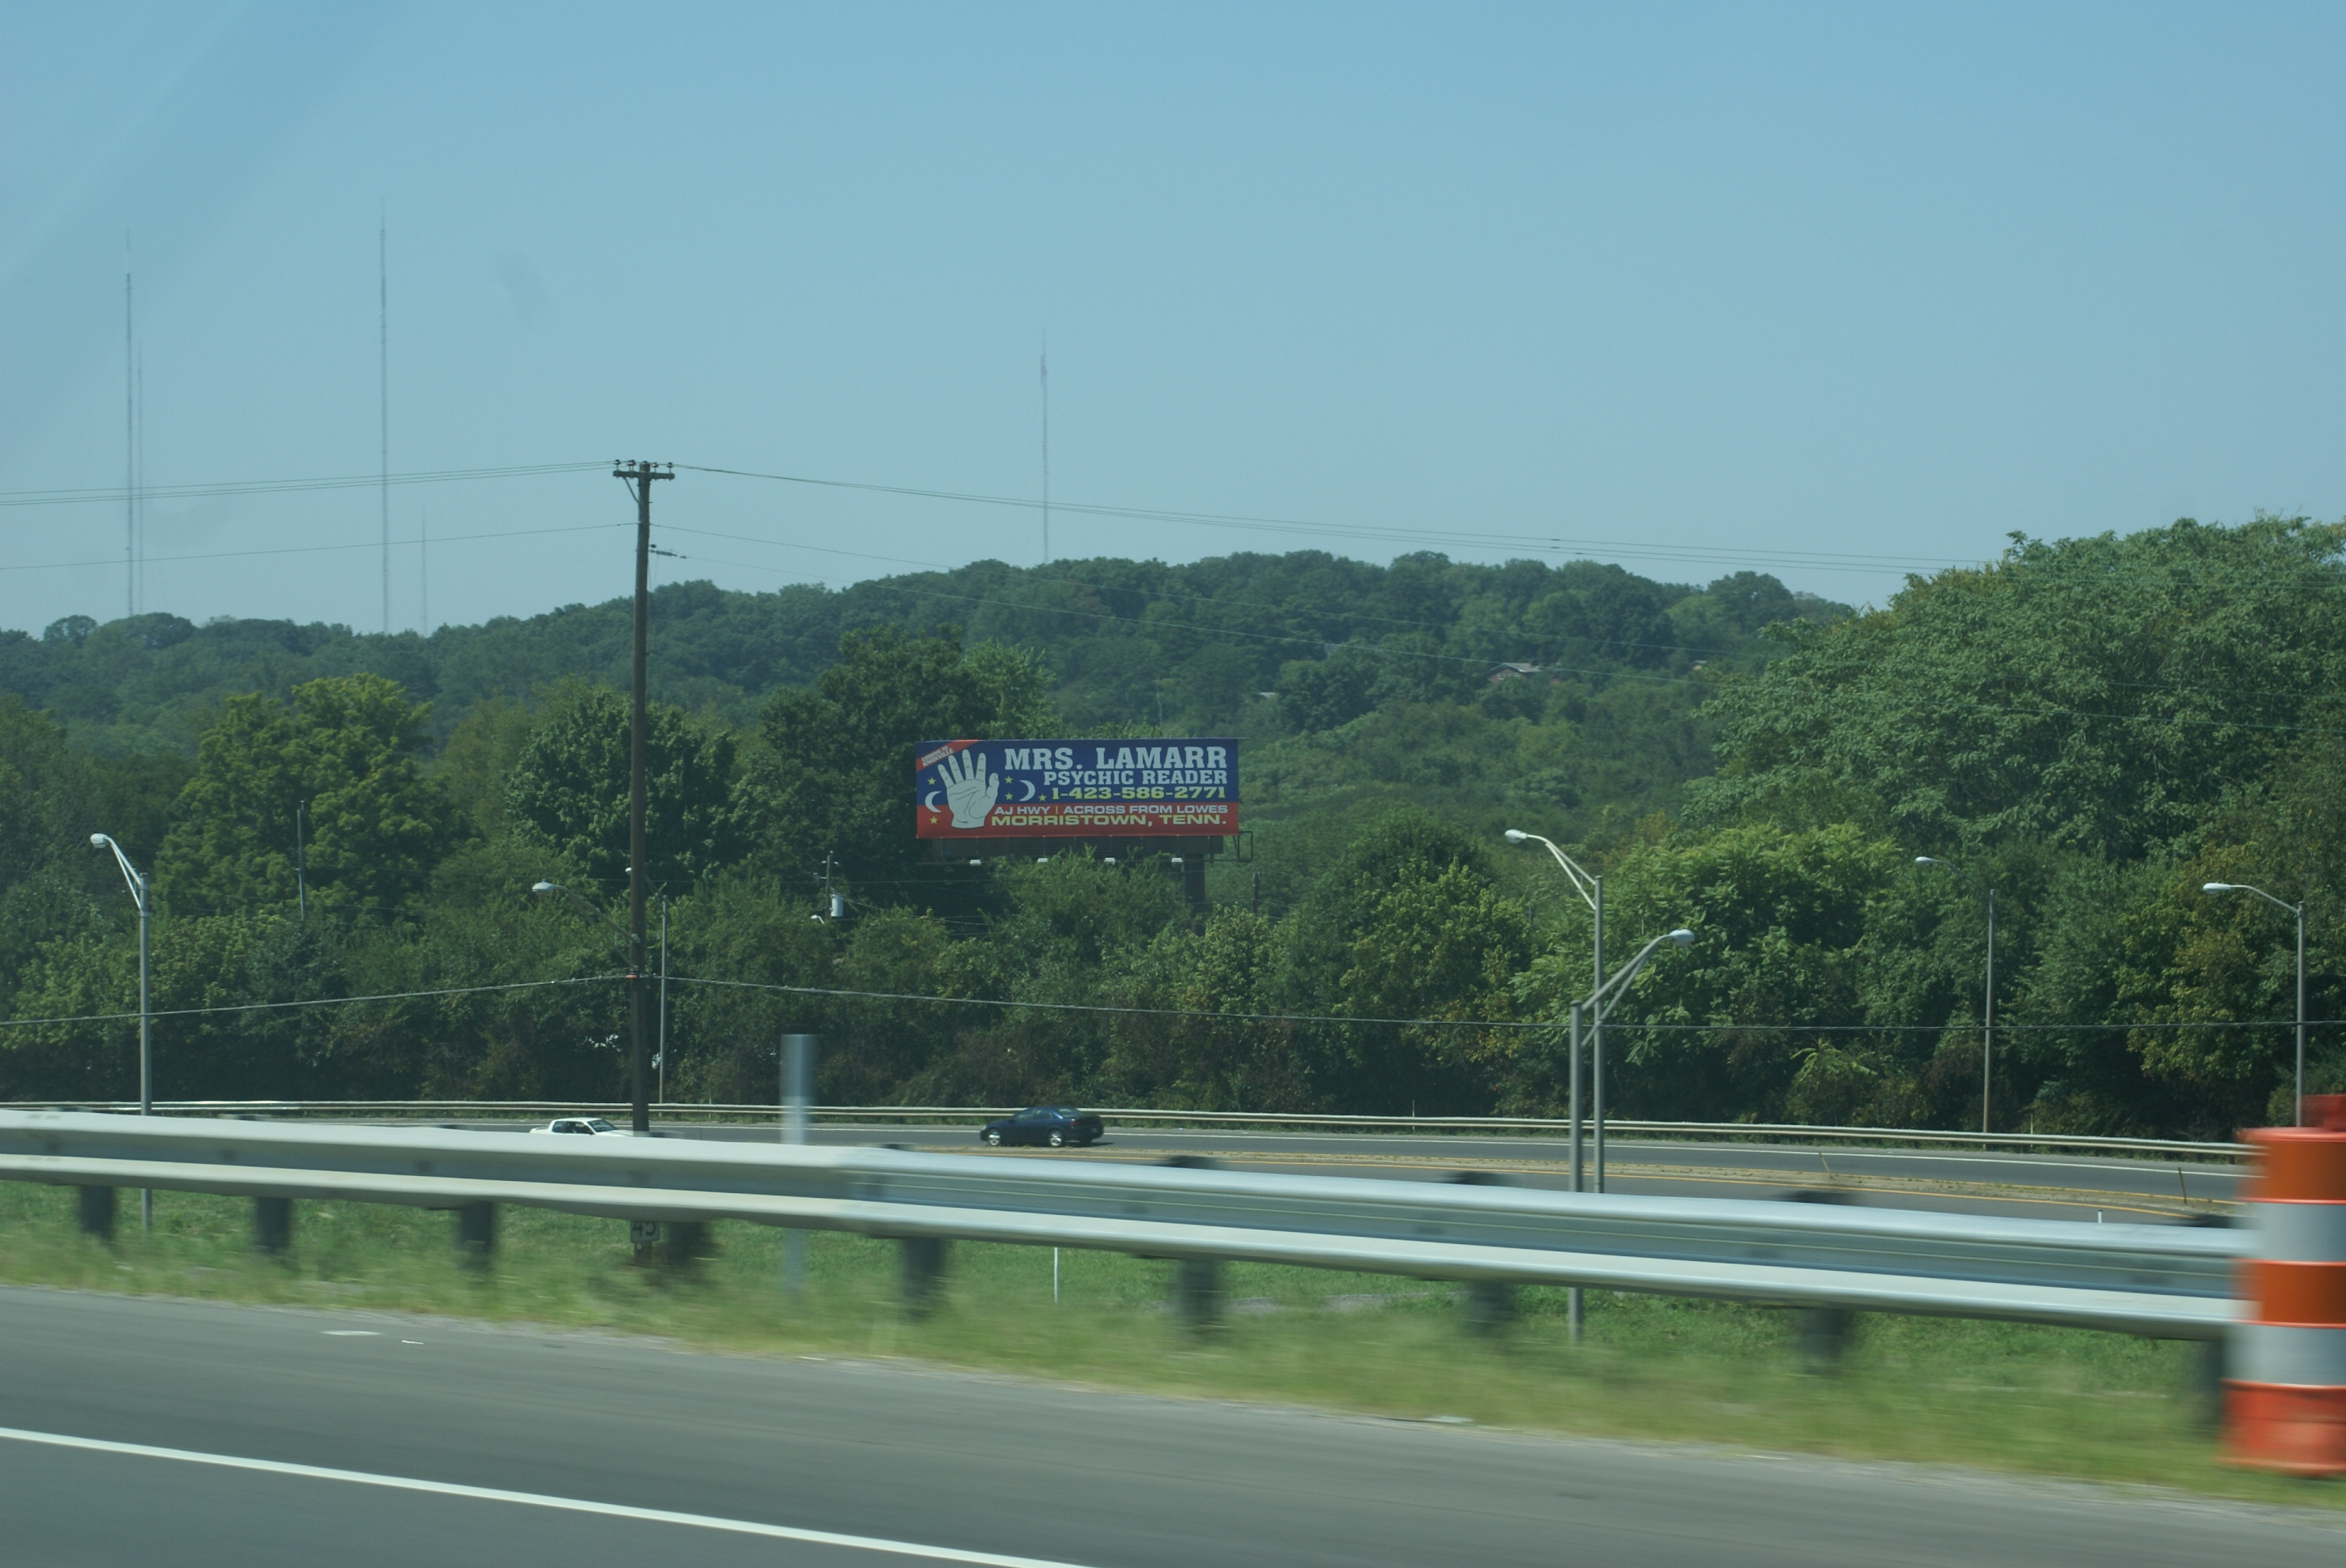 MRS. LAMARR
PSYCHIC READER
1-423-586-2771
AJ HWY | ACROSS FROM LOWES
MORRISTOWN, TENN.